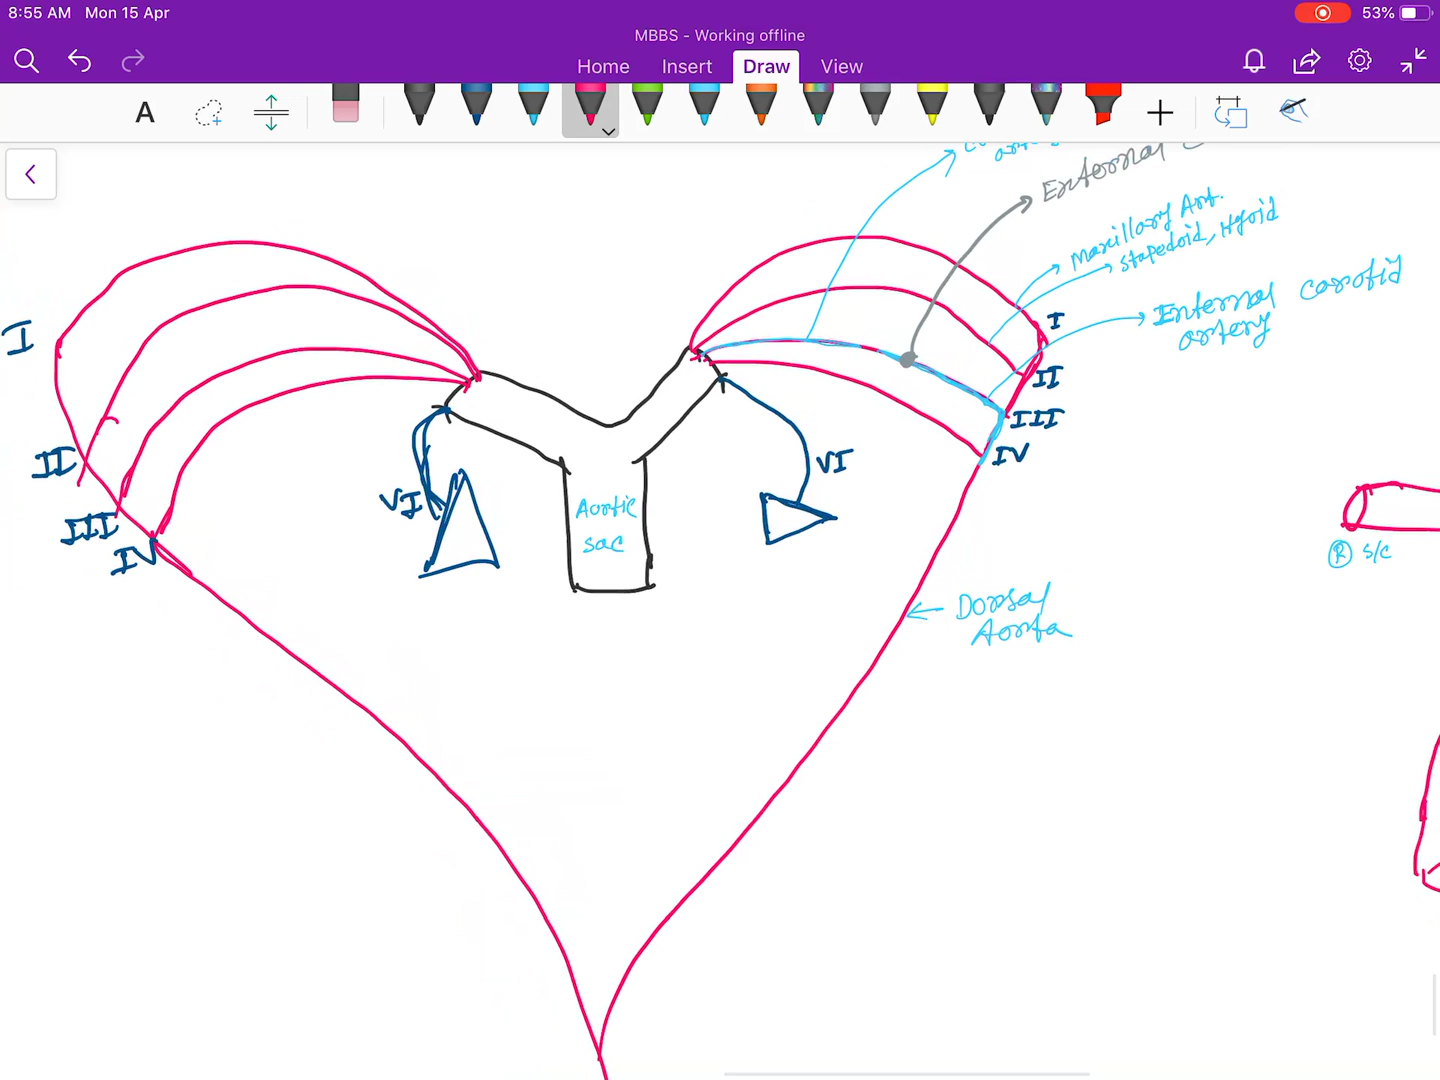 8:55 AM Mon 15 Apr
53%
MBBS - Working offline
Home Insert Draw View
A
External
Maxillary Art.
Stapedoid, Hyoid
Internal carotid
artery
I
II
III
IV
VI
I
II
III
IV
VI
Aortic
sac
Dorsal
Aorta
R s/c